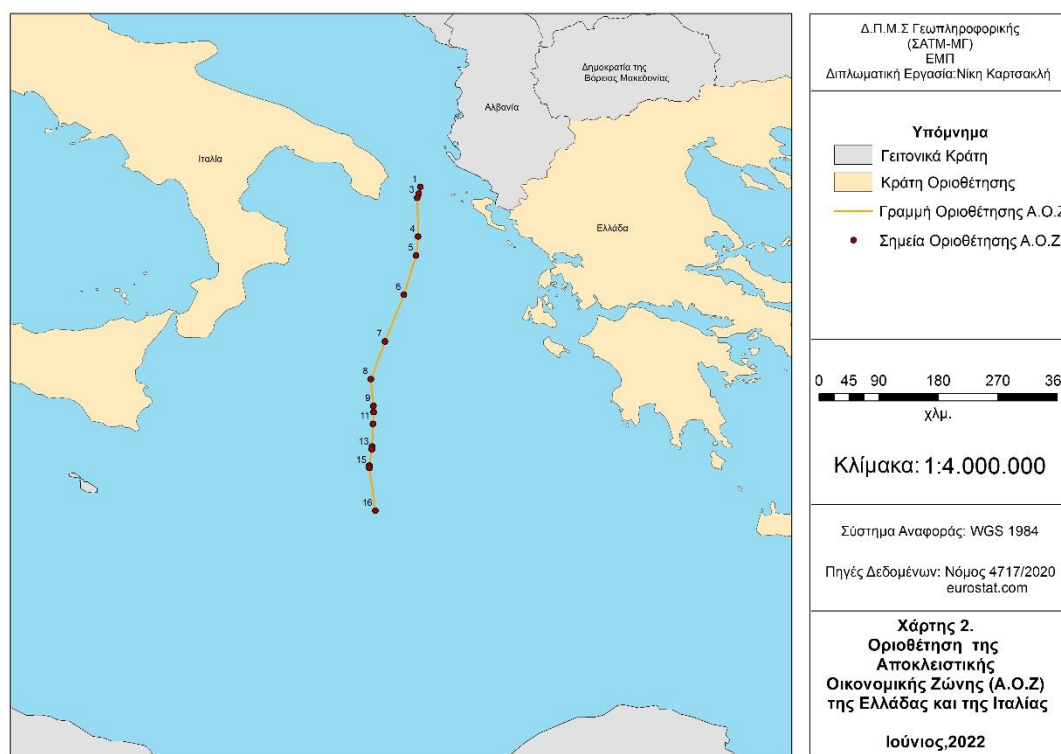 Δημοκρατία της
Βόρειας Μακεδονίας
Αλβανία
Ιταλία
Ελλάδα
1
3
4
5
6
7
8
9
11
13
15
16
Δ.Π.Μ.Σ Γεωπληροφορικής
(ΣΑΤΜ-ΜΓ)
ΕΜΠ
Διπλωματική Εργασία:Νίκη Καρτσακλή
Υπόμνημα
Γειτονικά Κράτη
Κράτη Οριοθέτησης
Γραμμή Οριοθέτησης Α.Ο.Ζ
Σημεία Οριοθέτησης Α.Ο.Ζ
0 45 90 180 270 36
χλμ.
Κλίμακα: 1:4.000.000
Σύστημα Αναφοράς: WGS 1984
Πηγές Δεδομένων: Νόμος 4717/2020
eurostat.com
Χάρτης 2.
Οριοθέτηση της
Αποκλειστικής
Οικονομικής Ζώνης (Α.Ο.Ζ)
της Ελλάδας και της Ιταλίας
Ιούνιος,2022